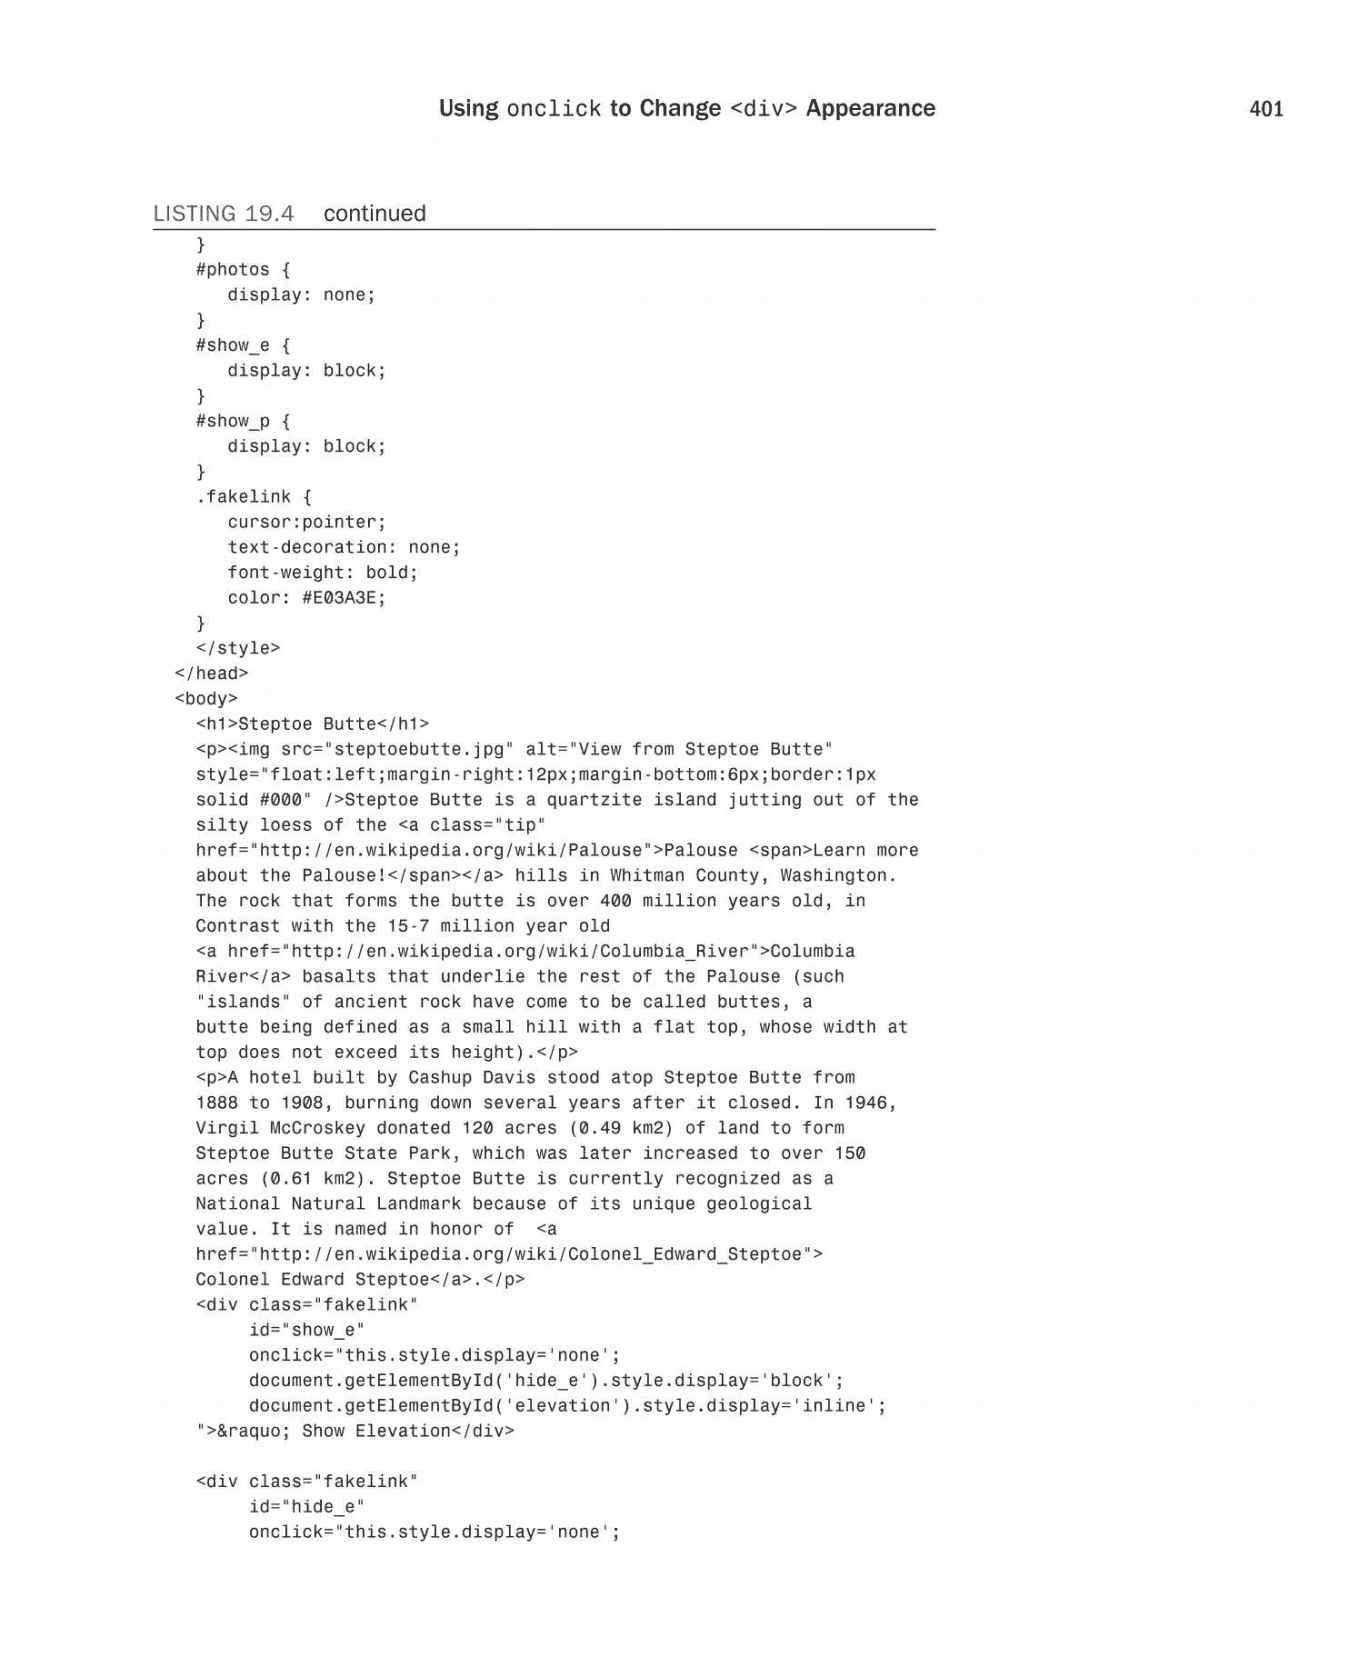 Using onclick to Change <div> Appearance 401
LISTING 19.4 continued
}
#photos {
display: none;
}
#show_e {
display: block;
}
#show_p {
display: block;
}
.fakelink {
cursor:pointer;
text-decoration: none;
font-weight: bold;
color: #E03A3E;
}
</style>
</head>
<body>
<h1>Steptoe Butte</h1>
<p><img src="steptoebutte.jpg" alt="View from Steptoe Butte"
style="float:left;margin-right:12px;margin-bottom:6px;border:1px
solid #000" />Steptoe Butte is a quartzite island jutting out of the
silty loess of the <a class="tip"
href="http://en.wikipedia.org/wiki/Palouse">Palouse <span>Learn more
about the Palouse!</span></a> hills in Whitman County, Washington.
The rock that forms the butte is over 400 million years old, in
Contrast with the 15-7 million year old
<a href="http://en.wikipedia.org/wiki/Columbia_River">Columbia
River</a> basalts that underlie the rest of the Palouse (such
"islands" of ancient rock have come to be called buttes, a
butte being defined as a small hill with a flat top, whose width at
top does not exceed its height).</p>
<p>A hotel built by Cashup Davis stood atop Steptoe Butte from
1888 to 1908, burning down several years after it closed. In 1946,
Virgil McCroskey donated 120 acres (0.49 km2) of land to form
Steptoe Butte State Park, which was later increased to over 150
acres (0.61 km2). Steptoe Butte is currently recognized as a
National Natural Landmark because of its unique geological
value. It is named in honor of <a
href="http://en.wikipedia.org/wiki/Colonel_Edward_Steptoe">
Colonel Edward Steptoe</a>.</p>
<div class="fakelink"
id="show_e"
onclick="this.style.display='none';
document.getElementById('hide_e').style.display='block';
document.getElementById('elevation').style.display='inline';
">&raquo; Show Elevation</div>
<div class="fakelink"
id="hide_e"
onclick="this.style.display='none';